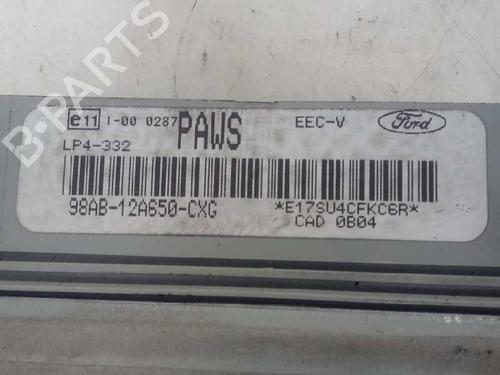 e11 I-00 0287 PAWS EEC-V Ford
LP4-332
98AB-12A650-CXG *E17SU4CFKC6R*
CAD 0B04
B-PARTS